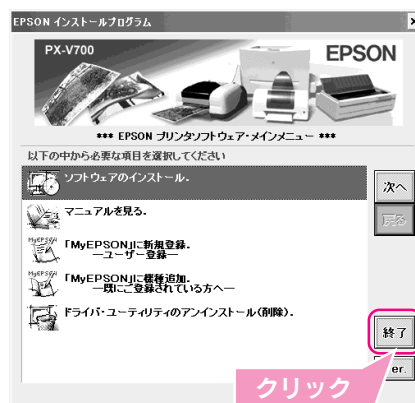 EPSON インストールプログラム
PX-V700
EPSON
*** EPSON プリンタソフトウェア・メインメニュー ***
以下の中から必要な項目を選択してください
ソフトウェアのインストール.
マニュアルを見る.
MyEPSON
「MyEPSON」に新規登録.
―ユーザー登録―
MyEPSON
「MyEPSON」に機種追加.
―既にご登録されている方へ―
ドライバ・ユーティリティのアンインストール(削除).
次へ
戻る
終了
er.
クリック